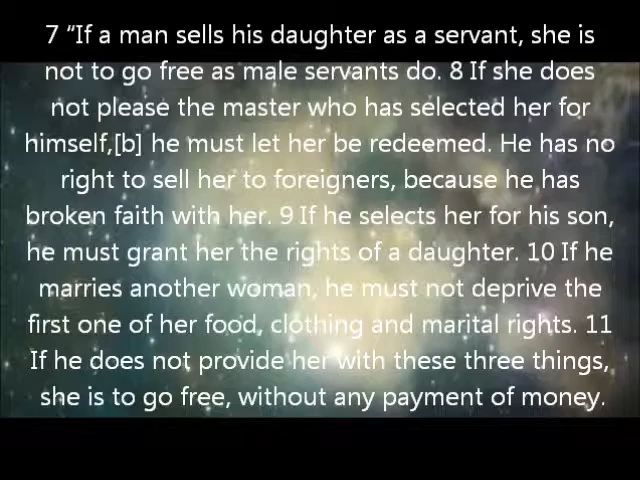 7 “If a man sells his daughter as a servant, she is
not to go free as male servants do. 8 If she does
not please the master who has selected her for
himself,[b] he must let her be redeemed. He has no
right to sell her to foreigners, because he has
broken faith with her. 9 If he selects her for his son,
he must grant her the rights of a daughter. 10 If he
marries another woman, he must not deprive the
first one of her food, clothing and marital rights. 11
If he does not provide her with these three things,
she is to go free, without any payment of money.